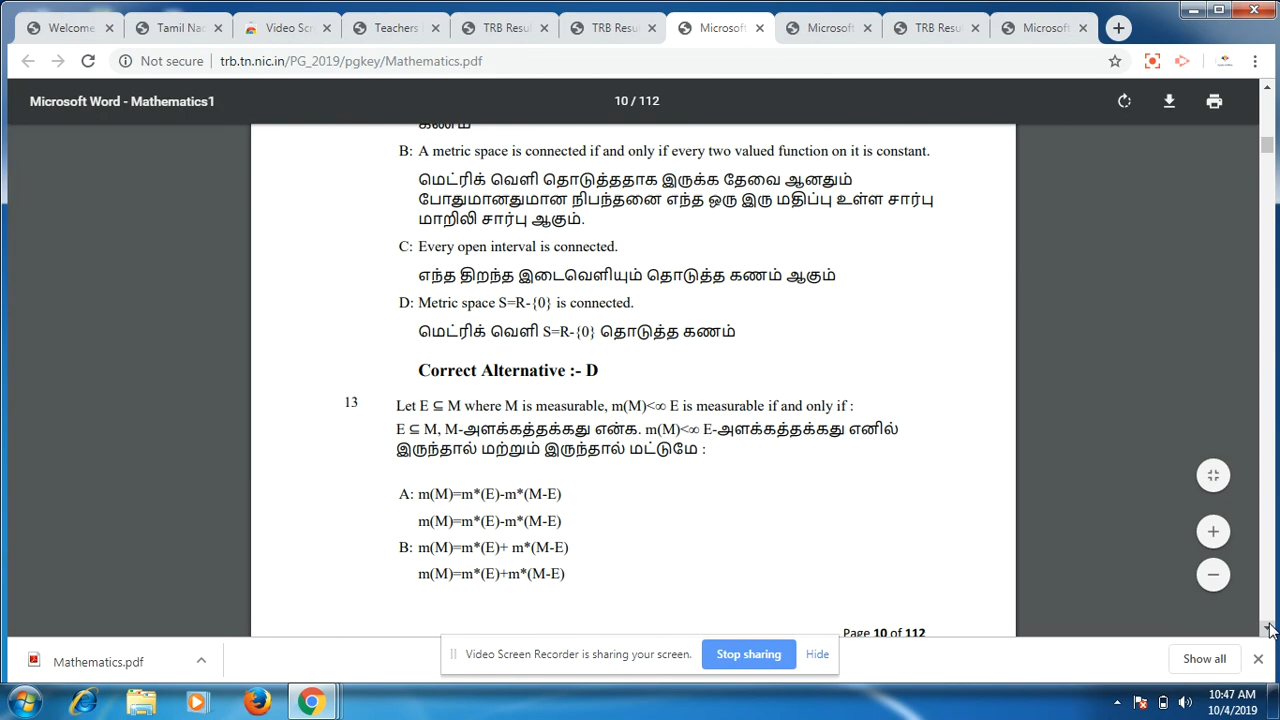 Welcome
Tamil Nac
Video Scre
Teachers
TRB Resul
TRB Resul
Microsoft
Microsoft
TRB Resul
Microsoft
Not secure | trb.tn.nic.in/PG_2019/pgkey/Mathematics.pdf
Microsoft Word - Mathematics1
10 / 112
கணம்
B: A metric space is connected if and only if every two valued function on it is constant.
மெட்ரிக் வெளி தொடுத்ததாக இருக்க தேவை ஆனதும்
போதுமானதுமான நிபந்தனை எந்த ஒரு இரு மதிப்பு உள்ள சார்பு
மாறிலி சார்பு ஆகும்.
C: Every open interval is connected.
எந்த திறந்த இடைவெளியும் தொடுத்த கணம் ஆகும்
D: Metric space S=R-{0} is connected.
மெட்ரிக் வெளி S=R-{0} தொடுத்த கணம்
Correct Alternative :- D
13
Let E ⊆ M where M is measurable, m(M)<∞ E is measurable if and only if :
E ⊆ M, M-அளக்கத்தக்கது என்க. m(M)<∞ E-அளக்கத்தக்கது எனில்
இருந்தால் மற்றும் இருந்தால் மட்டுமே :
A: m(M)=m*(E)-m*(M-E)
m(M)=m*(E)-m*(M-E)
B: m(M)=m*(E)+ m*(M-E)
m(M)=m*(E)+m*(M-E)
Page 10 of 112
Video Screen Recorder is sharing your screen.
Stop sharing
Hide
Mathematics.pdf
Show all
10:47 AM
10/4/2019